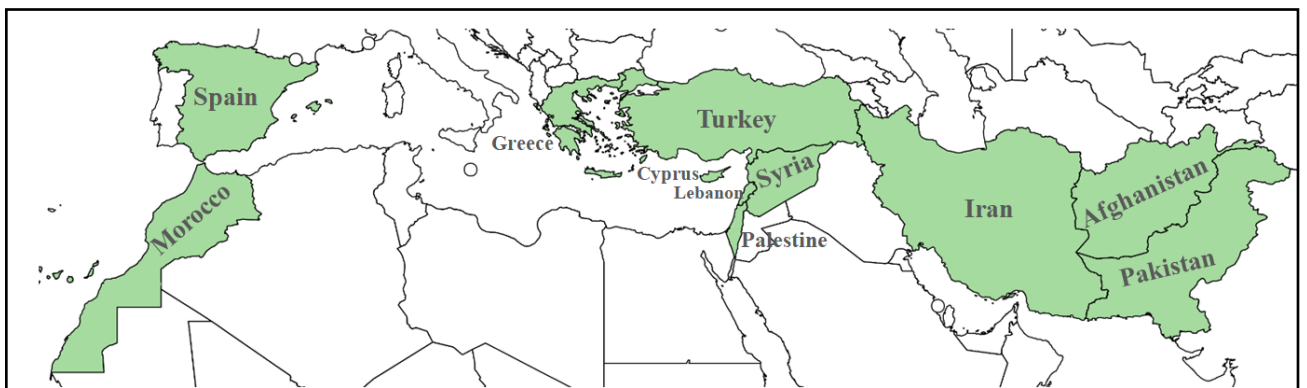 Spain
Turkey
Greece
Cyprus
Syria
Lebanon
Morocco
Palestine
Iran
Afghanistan
Pakistan